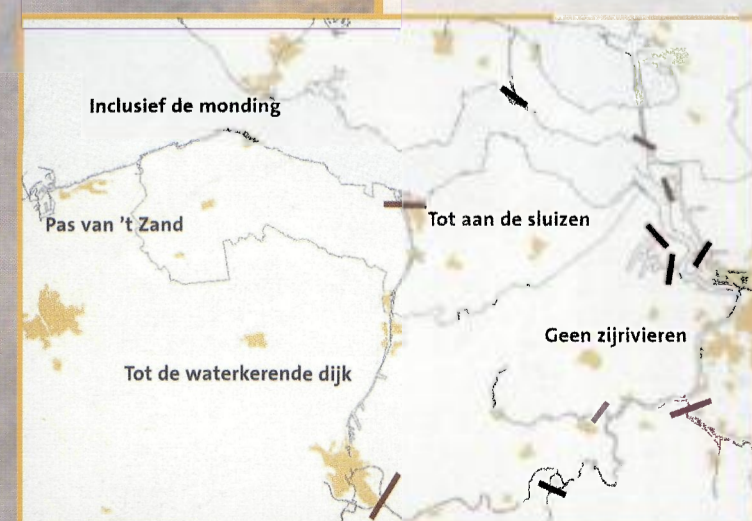 Inclusief de monding
Pas van 't Zand
Tot aan de sluizen
Geen zijrivieren
Tot de waterkerende dijk